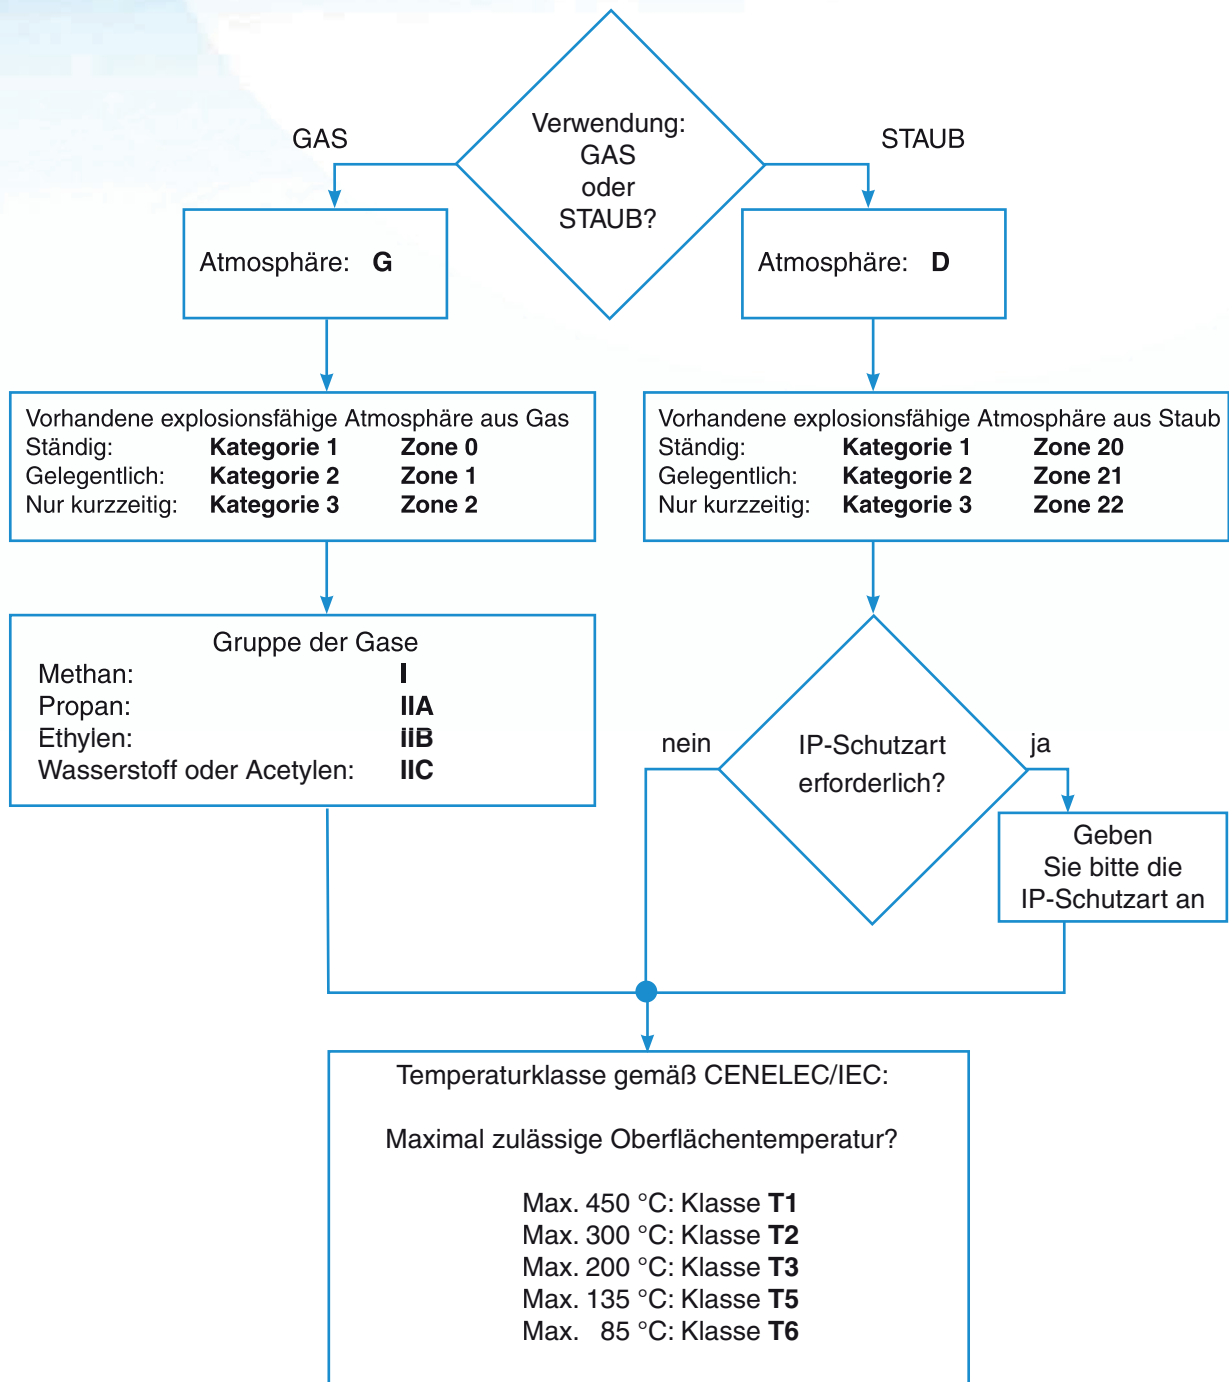 Verwendung:
GAS
oder
STAUB?
GAS
STAUB
Atmosphäre: G
Atmosphäre: D
Vorhandene explosionsfähige Atmosphäre aus Gas
Ständig: Kategorie 1 Zone 0
Gelegentlich: Kategorie 2 Zone 1
Nur kurzzeitig: Kategorie 3 Zone 2
Vorhandene explosionsfähige Atmosphäre aus Staub
Ständig: Kategorie 1 Zone 20
Gelegentlich: Kategorie 2 Zone 21
Nur kurzzeitig: Kategorie 3 Zone 22
Gruppe der Gase
Methan: I
Propan: IIA
Ethylen: iiB
Wasserstoff oder Acetylen: IIC
nein
IP-Schutzart
erforderlich?
ja
Geben
Sie bitte die
IP-Schutzart an
Temperaturklasse gemäß CENELEC/IEC:
Maximal zulässige Oberflächentemperatur?
Max. 450 °C: Klasse T1
Max. 300 °C: Klasse T2
Max. 200 °C: Klasse T3
Max. 135 °C: Klasse T5
Max. 85 °C: Klasse T6